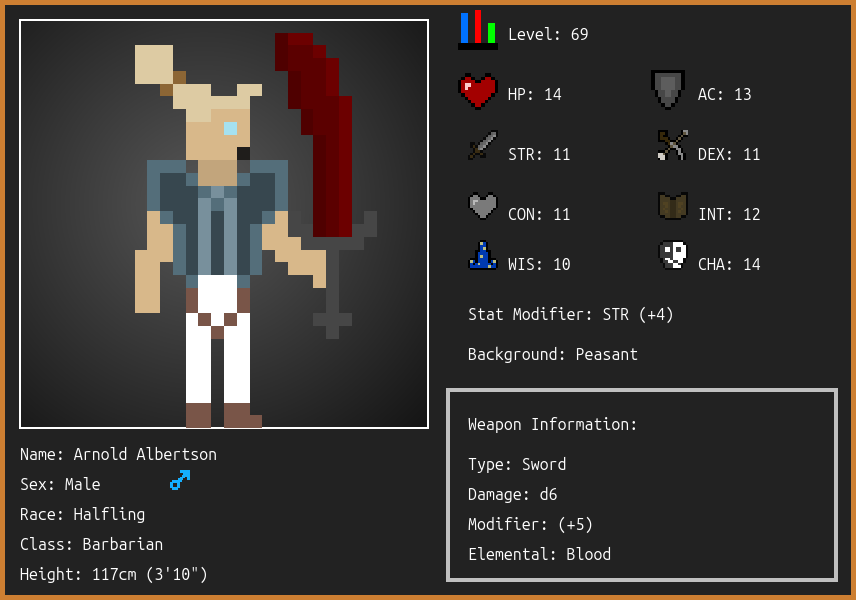 Level: 69
HP: 14
AC: 13
STR: 11
DEX: 11
CON: 11
INT: 12
WIS: 10
CHA: 14
Stat Modifier: STR (+4)
Background: Peasant
Weapon Information:
Type: Sword
Damage: d6
Modifier: (+5)
Elemental: Blood
Name: Arnold Albertson
Sex: Male
Race: Halfling
Class: Barbarian
Height: 117cm (3'10")